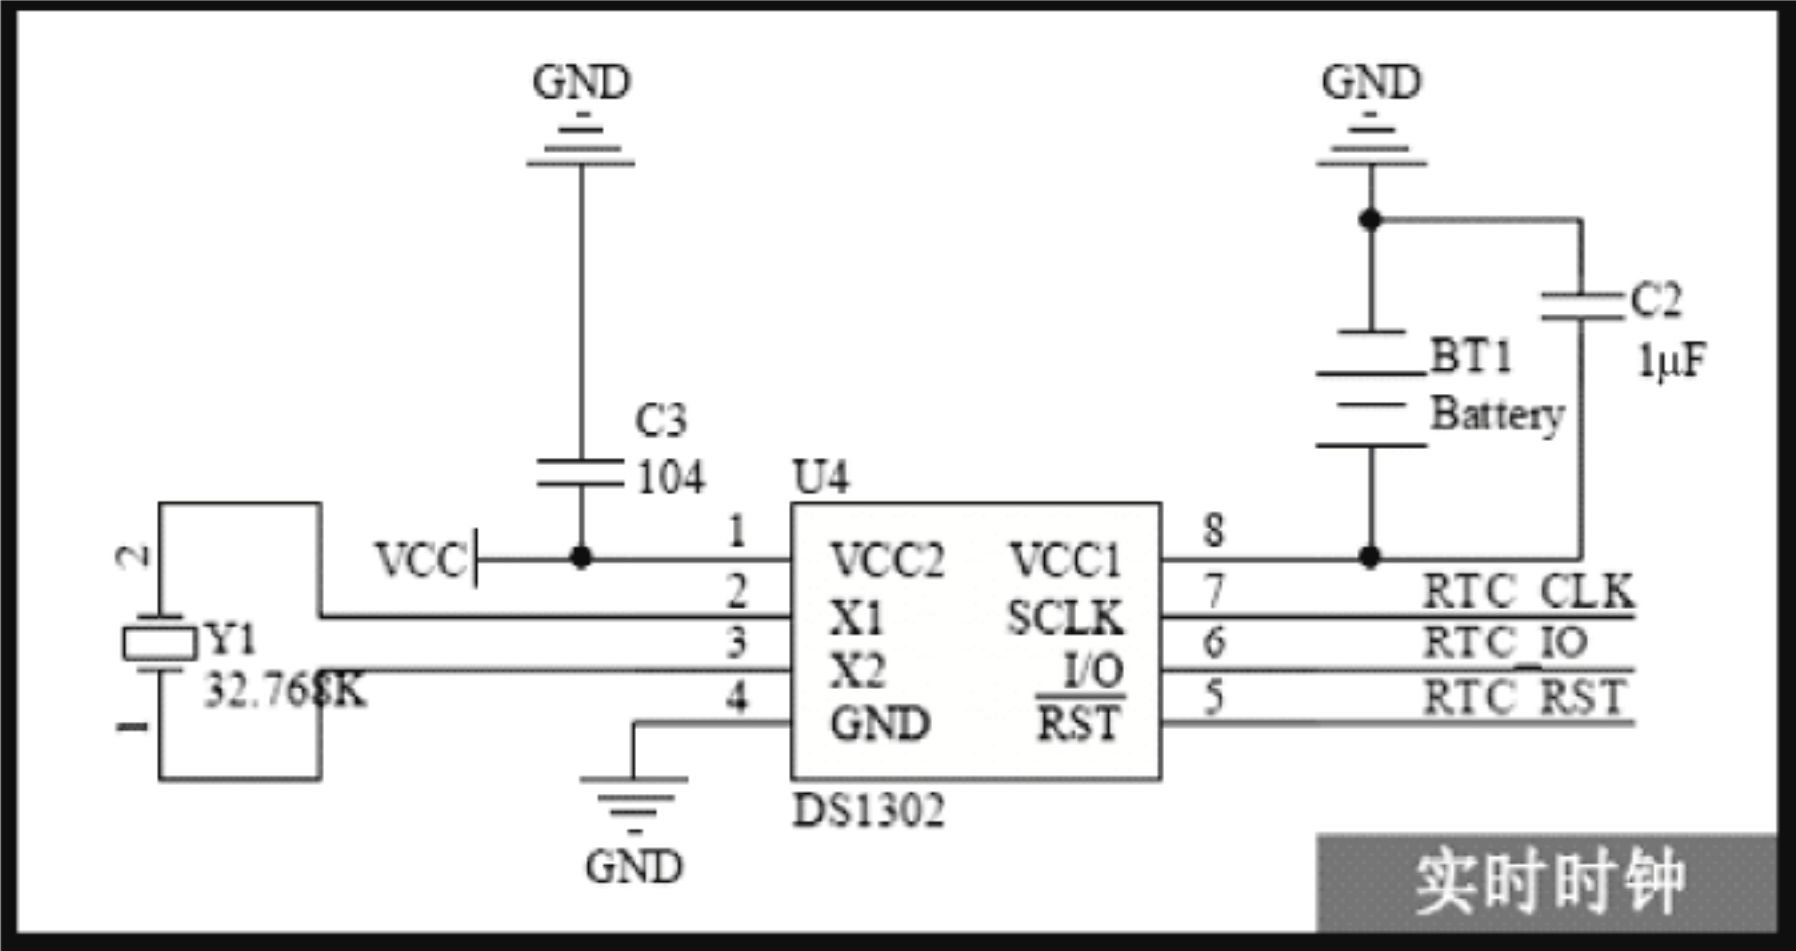 GND
GND
C2
1μF
BT1
Battery
C3
104
U4
1
8
2
VCC
VCC2
VCC1
2
7
RTC_CLK
X1
SCLK
Y1
3
6
RTC_IO
32.768K
X2
I/O
1
4
5
RTC_RST
GND
RST
DS1302
GND
实时时钟